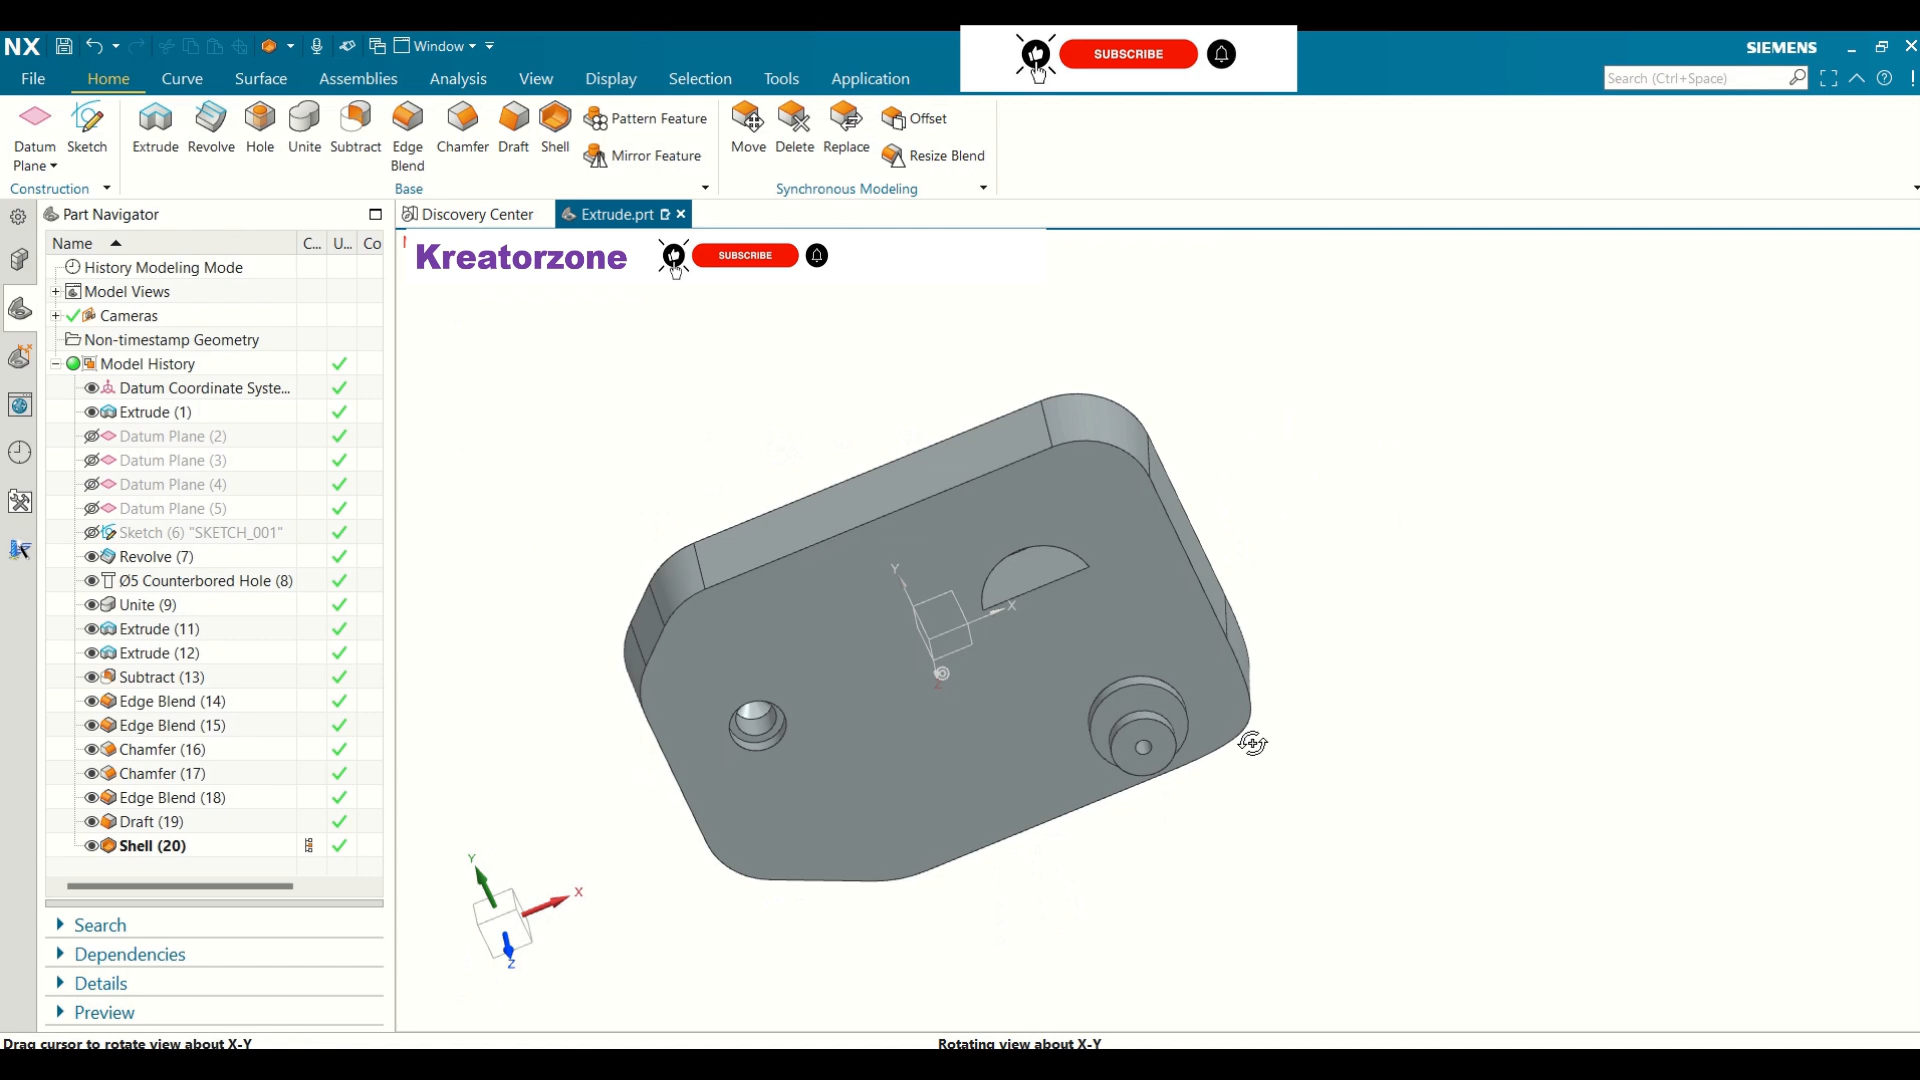 NX
Window
SUBSCRIBE
SIEMENS
File Home Curve Surface Assemblies Analysis View Display Selection Tools Application
Search (Ctrl+Space)
Datum Plane
Sketch
Extrude
Revolve
Hole
Unite
Subtract
Edge Blend
Chamfer
Draft
Shell
Pattern Feature
Mirror Feature
Move
Delete
Replace
Offset
Resize Blend
Construction
Base
Synchronous Modeling
Part Navigator
Discovery Center
Extrude.prt
Name C... U... Co
Kreatorzone
SUBSCRIBE
History Modeling Mode
Model Views
Cameras
Non-timestamp Geometry
Model History
Datum Coordinate Syste...
Extrude (1)
Datum Plane (2)
Datum Plane (3)
Datum Plane (4)
Datum Plane (5)
Sketch (6) "SKETCH_001"
Revolve (7)
Ø5 Counterbored Hole (8)
Unite (9)
Extrude (11)
Extrude (12)
Subtract (13)
Edge Blend (14)
Edge Blend (15)
Chamfer (16)
Chamfer (17)
Edge Blend (18)
Draft (19)
Shell (20)
Y
X
Z
Y
X
Z
Search
Dependencies
Details
Preview
Drag cursor to rotate view about X-Y
Rotating view about X-Y